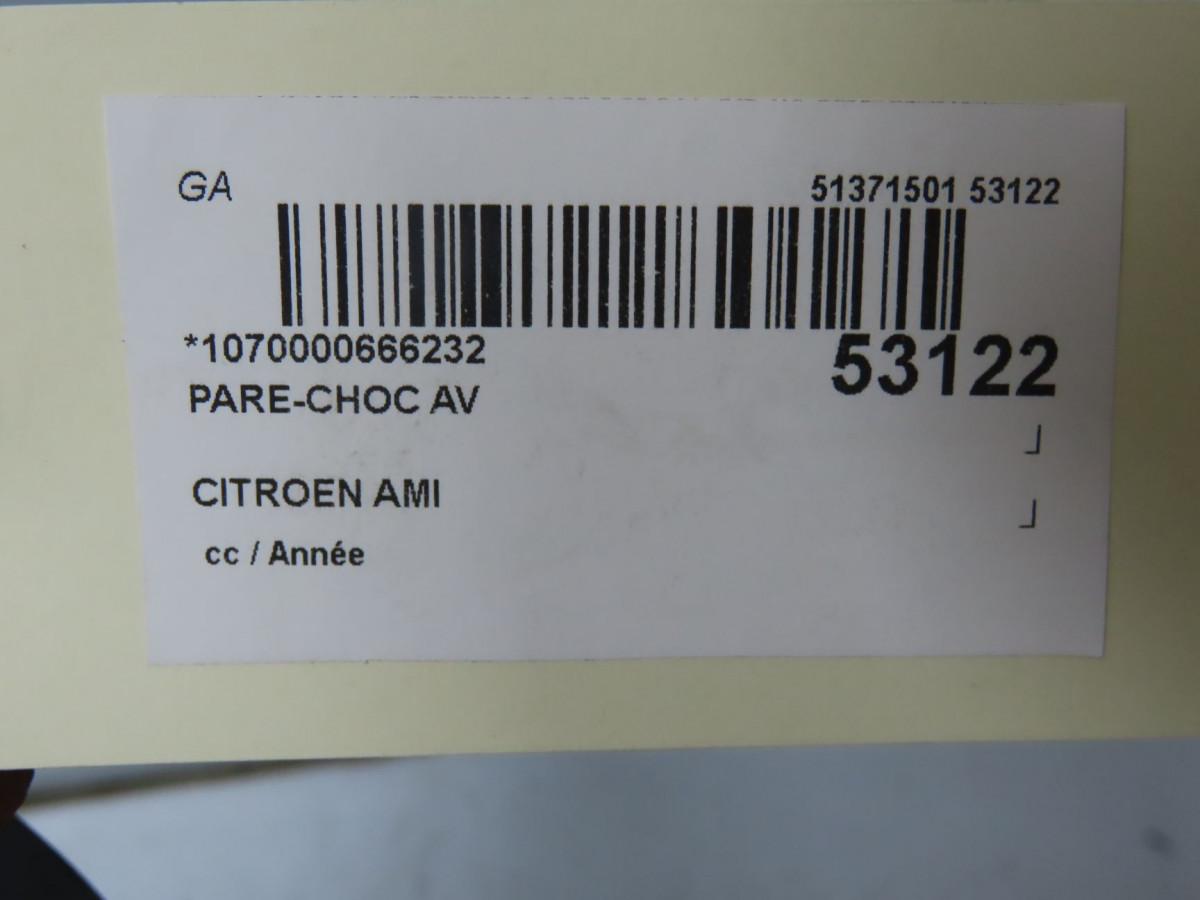 GA
51371501 53122
*1070000666232
53122
PARE-CHOC AV
CITROEN AMI
cc / Année